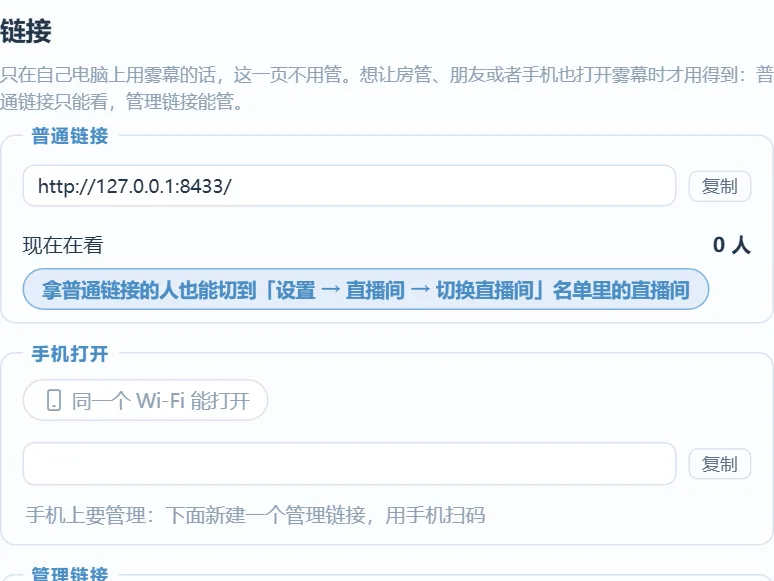 链接
只在自己电脑上用雾幕的话，这一页不用管。想让房管、朋友或者手机也打开雾幕时才用得到：普
通链接只能看，管理链接能管。
普通链接
http://127.0.0.1:8433/
复制
现在在看
0 人
拿普通链接的人也能切到「设置 → 直播间 → 切换直播间」名单里的直播间
手机打开
同一个 Wi-Fi 能打开
复制
手机上要管理：下面新建一个管理链接，用手机扫码
管理链接